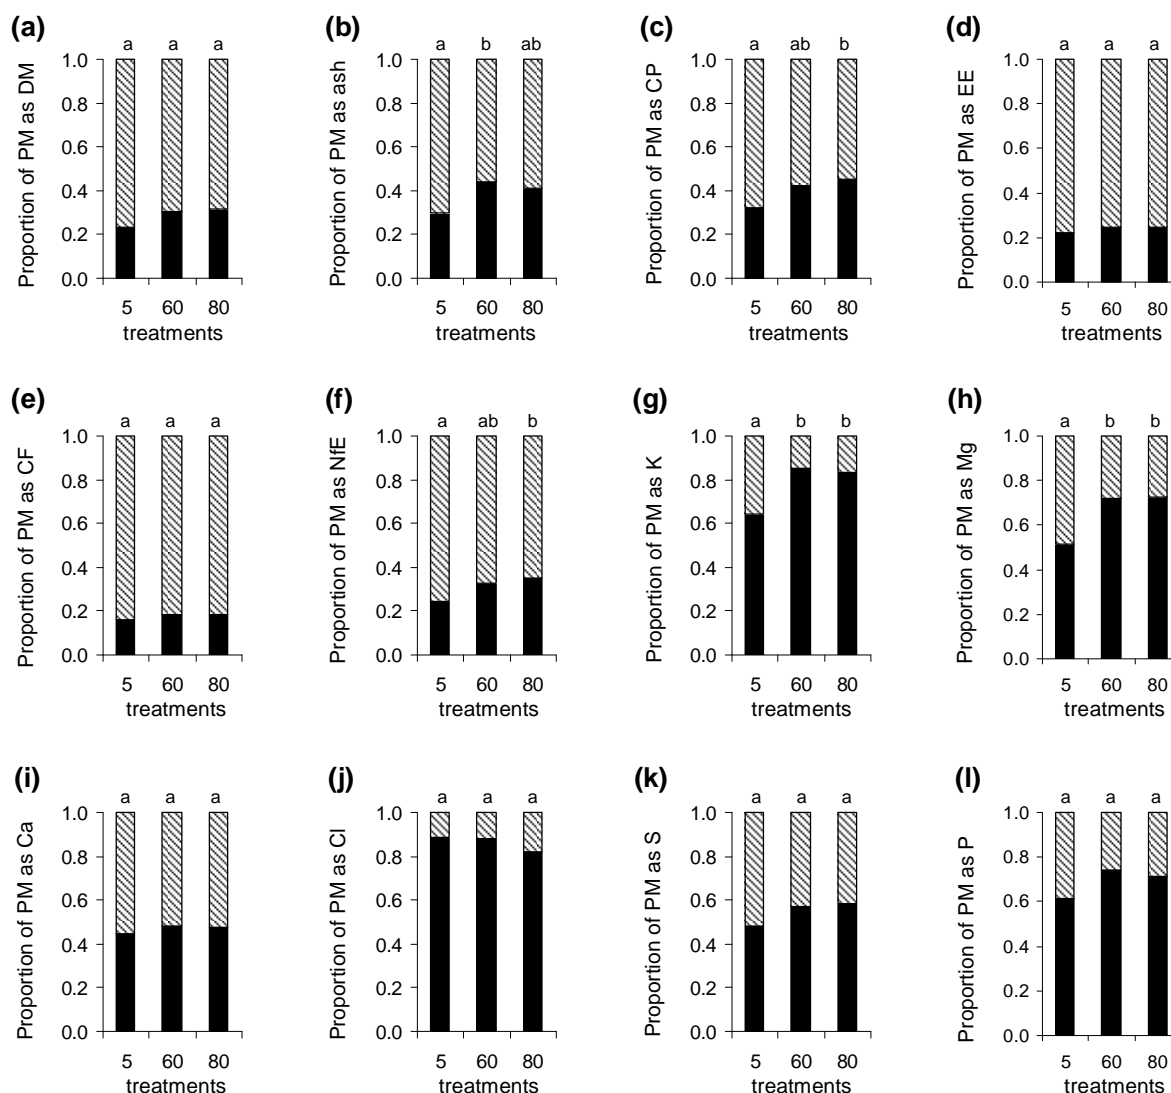 (a)
a a a
Proportion of PM as DM
1.0
0.8
0.6
0.4
0.2
0.0
5 60 80
treatments
(b)
a b ab
Proportion of PM as ash
1.0
0.8
0.6
0.4
0.2
0.0
5 60 80
treatments
(c)
a ab b
Proportion of PM as CP
1.0
0.8
0.6
0.4
0.2
0.0
5 60 80
treatments
(d)
a a a
Proportion of PM as EE
1.0
0.8
0.6
0.4
0.2
0.0
5 60 80
treatments
(e)
a a a
Proportion of PM as CF
1.0
0.8
0.6
0.4
0.2
0.0
5 60 80
treatments
(f)
a ab b
Proportion of PM as NfE
1.0
0.8
0.6
0.4
0.2
0.0
5 60 80
treatments
(g)
a b b
Proportion of PM as K
1.0
0.8
0.6
0.4
0.2
0.0
5 60 80
treatments
(h)
a b b
Proportion of PM as Mg
1.0
0.8
0.6
0.4
0.2
0.0
5 60 80
treatments
(i)
a a a
Proportion of PM as Ca
1.0
0.8
0.6
0.4
0.2
0.0
5 60 80
treatments
(j)
a a a
Proportion of PM as Cl
1.0
0.8
0.6
0.4
0.2
0.0
5 60 80
treatments
(k)
a a a
Proportion of PM as S
1.0
0.8
0.6
0.4
0.2
0.0
5 60 80
treatments
(l)
a a a
Proportion of PM as P
1.0
0.8
0.6
0.4
0.2
0.0
5 60 80
treatments